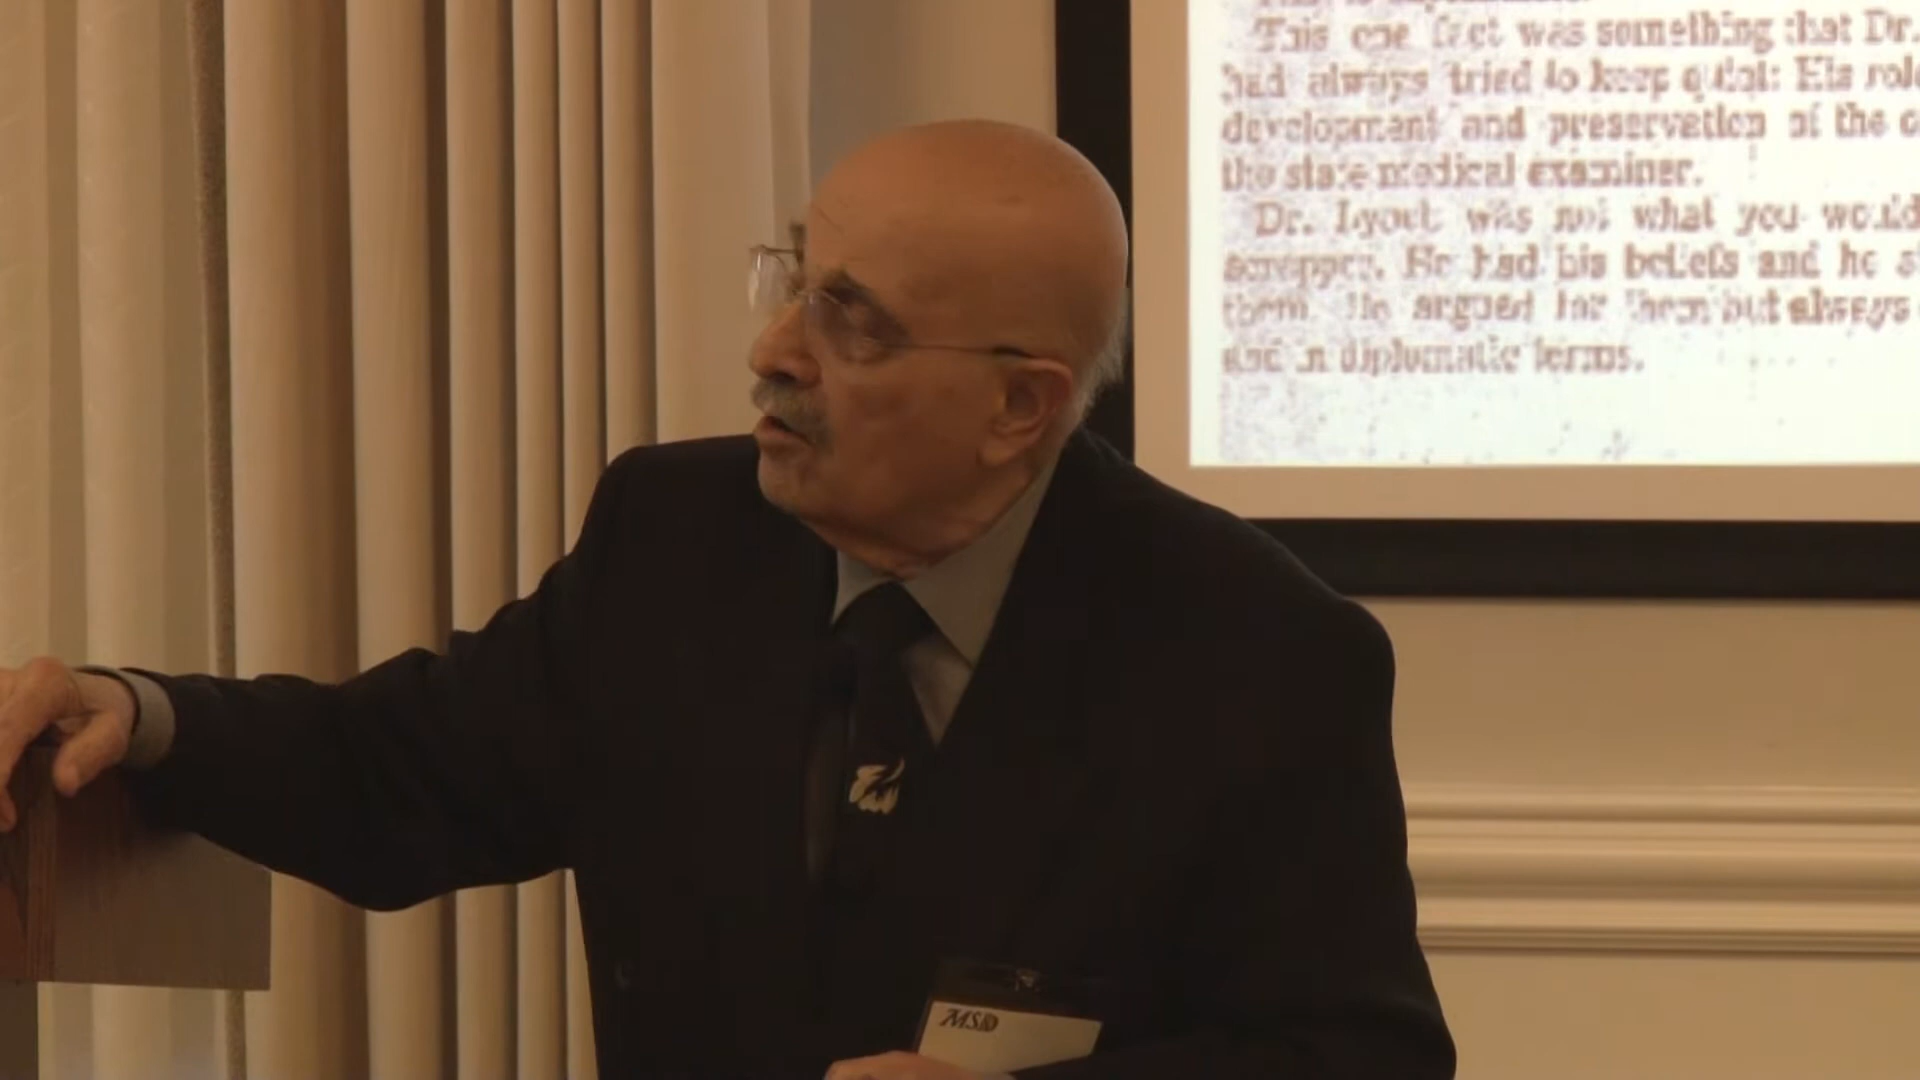 This one fact was something that Dr.
had always tried to keep quiet: His role
development and preservation of the
the state medical examiner.
Dr. was not what you would
scrapper. He had his beliefs and he
them. He argued for them but always
and in diplomatic terms.
MSD